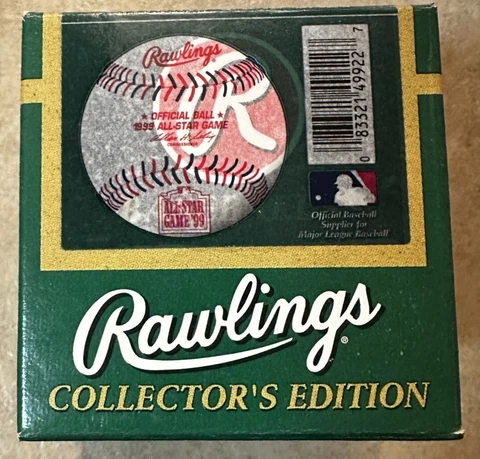 Rawlings
★ OFFICIAL BALL ★
1999 ALL-STAR GAME
COMMISSIONER
R
ALL-STAR
GAME '99
0 83321 49922 7
Official Baseball
Supplier for
Major League Baseball
Rawlings®
COLLECTOR'S EDITION